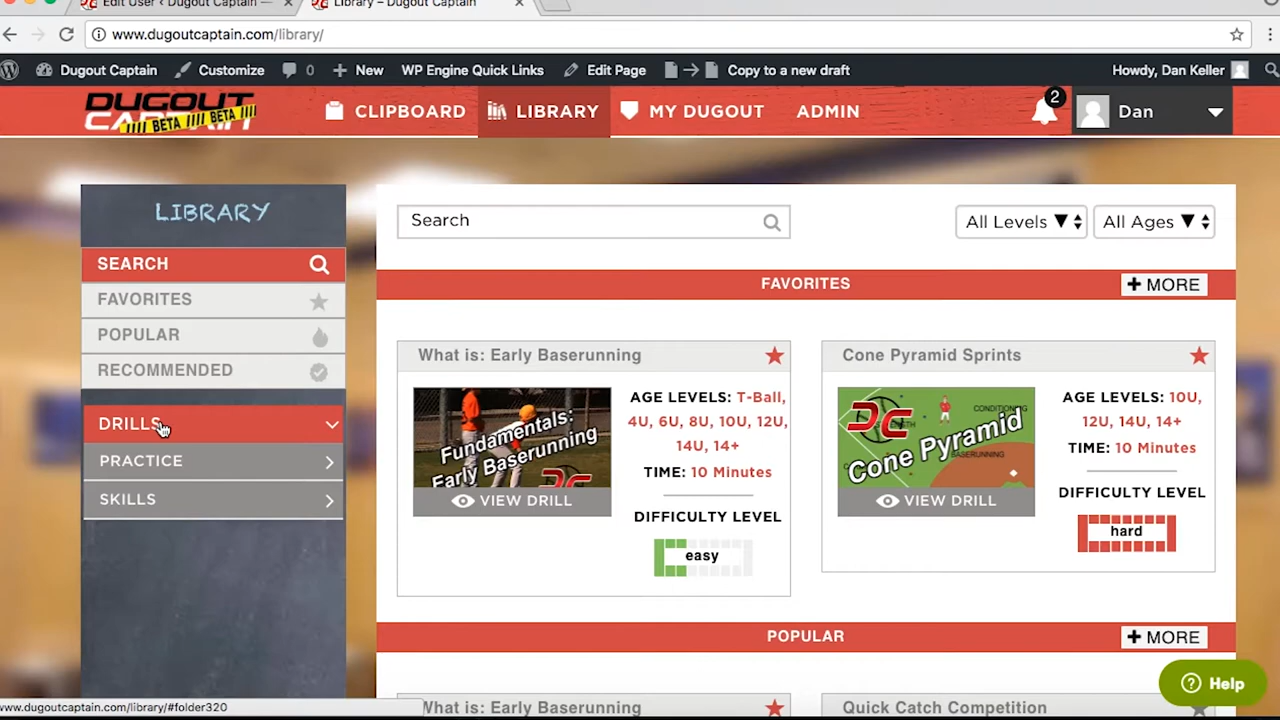 Edit User ‹ Dugout Captain —
Library – Dugout Captain
www.dugoutcaptain.com/library/
Dugout Captain Customize 0 New WP Engine Quick Links Edit Page Copy to a new draft Howdy, Dan Keller
DUGOUT
CAPTAIN
BETA BETA
CLIPBOARD LIBRARY MY DUGOUT ADMIN 2 Dan
LIBRARY
SEARCH
FAVORITES
POPULAR
RECOMMENDED
DRILLS
PRACTICE
SKILLS
Search All Levels All Ages
FAVORITES + MORE
What is: Early Baserunning
Fundamentals:
Early Baserunning
VIEW DRILL
AGE LEVELS: T-Ball,
4U, 6U, 8U, 10U, 12U,
14U, 14+
TIME: 10 Minutes
DIFFICULTY LEVEL
easy
Cone Pyramid Sprints
DC
CONDITIONING
BASERUNNING
Cone Pyramid
VIEW DRILL
AGE LEVELS: 10U,
12U, 14U, 14+
TIME: 10 Minutes
DIFFICULTY LEVEL
hard
POPULAR + MORE
What is: Early Baserunning
Quick Catch Competition
Help
www.dugoutcaptain.com/library/#folder320